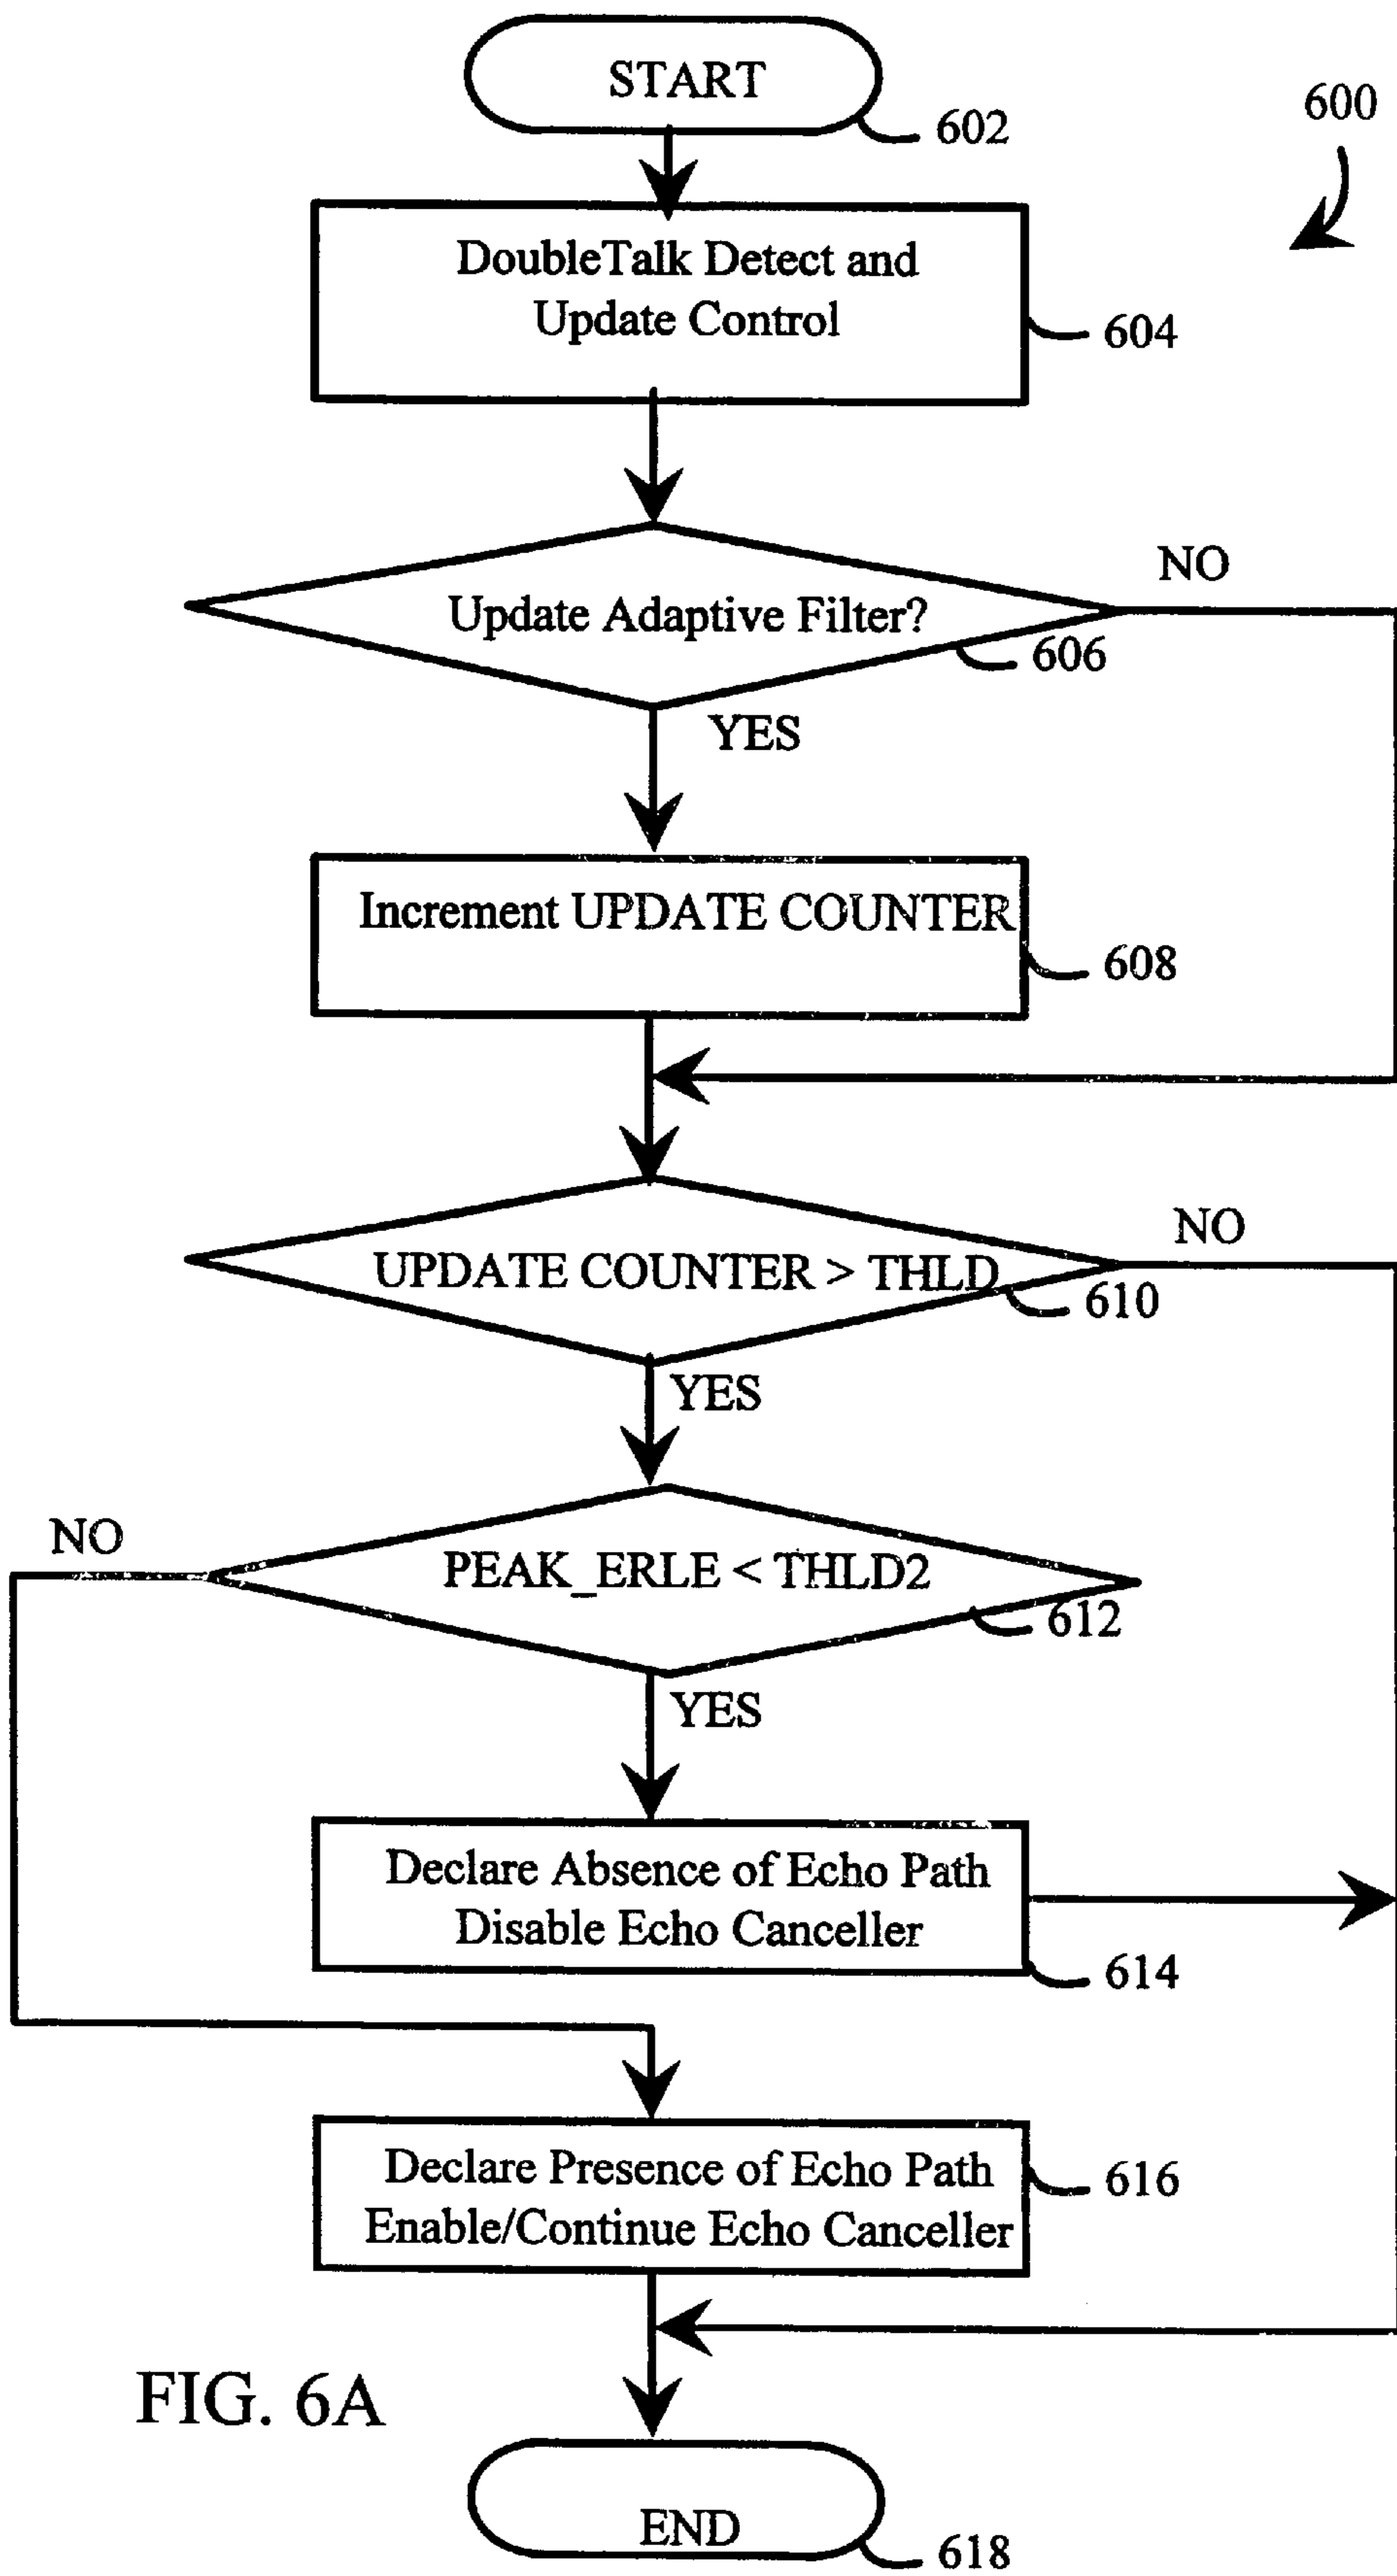 START
602
600
DoubleTalk Detect and
Update Control
604
NO
Update Adaptive Filter?
606
YES
Increment UPDATE COUNTER
608
NO
UPDATE COUNTER > THLD
610
YES
NO
PEAK_ERLE < THLD2
612
YES
Declare Absence of Echo Path
Disable Echo Canceller
614
Declare Presence of Echo Path
Enable/Continue Echo Canceller
616
FIG. 6A
END
618